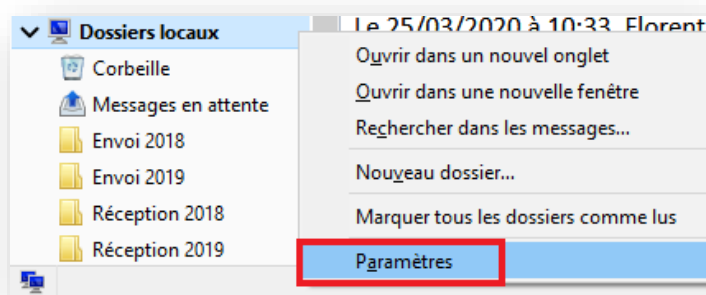 Dossiers locaux
Corbeille
Messages en attente
Envoi 2018
Envoi 2019
Réception 2018
Réception 2019
Le 25/03/2020 à 10:33, Florent
Ouvrir dans un nouvel onglet
Ouvrir dans une nouvelle fenêtre
Rechercher dans les messages...
Nouveau dossier...
Marquer tous les dossiers comme lus
Paramètres